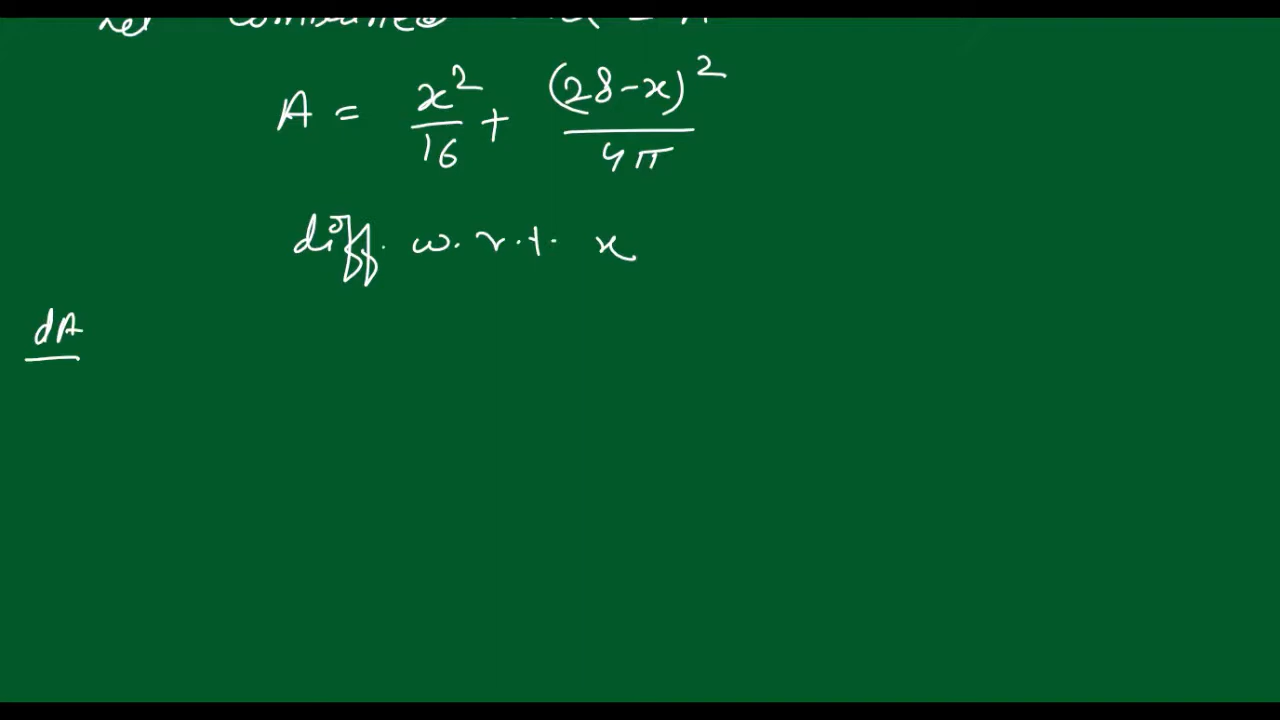 A = x²/16 + (28-x)²/4π
diff. w.r.t. x
dA